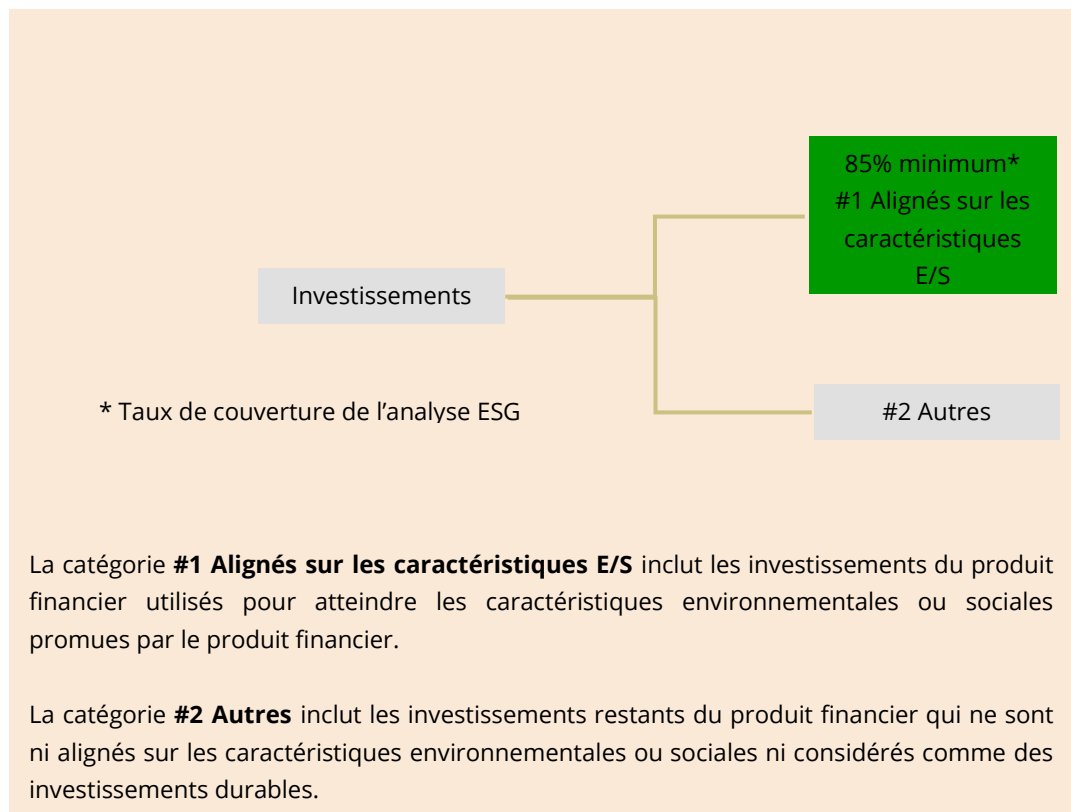 85% minimum*
#1 Alignés sur les
caractéristiques
E/S
Investissements
* Taux de couverture de l’analyse ESG
#2 Autres
La catégorie #1 Alignés sur les caractéristiques E/S inclut les investissements du produit
financier utilisés pour atteindre les caractéristiques environnementales ou sociales
promues par le produit financier.
La catégorie #2 Autres inclut les investissements restants du produit financier qui ne sont
ni alignés sur les caractéristiques environnementales ou sociales ni considérés comme des
investissements durables.